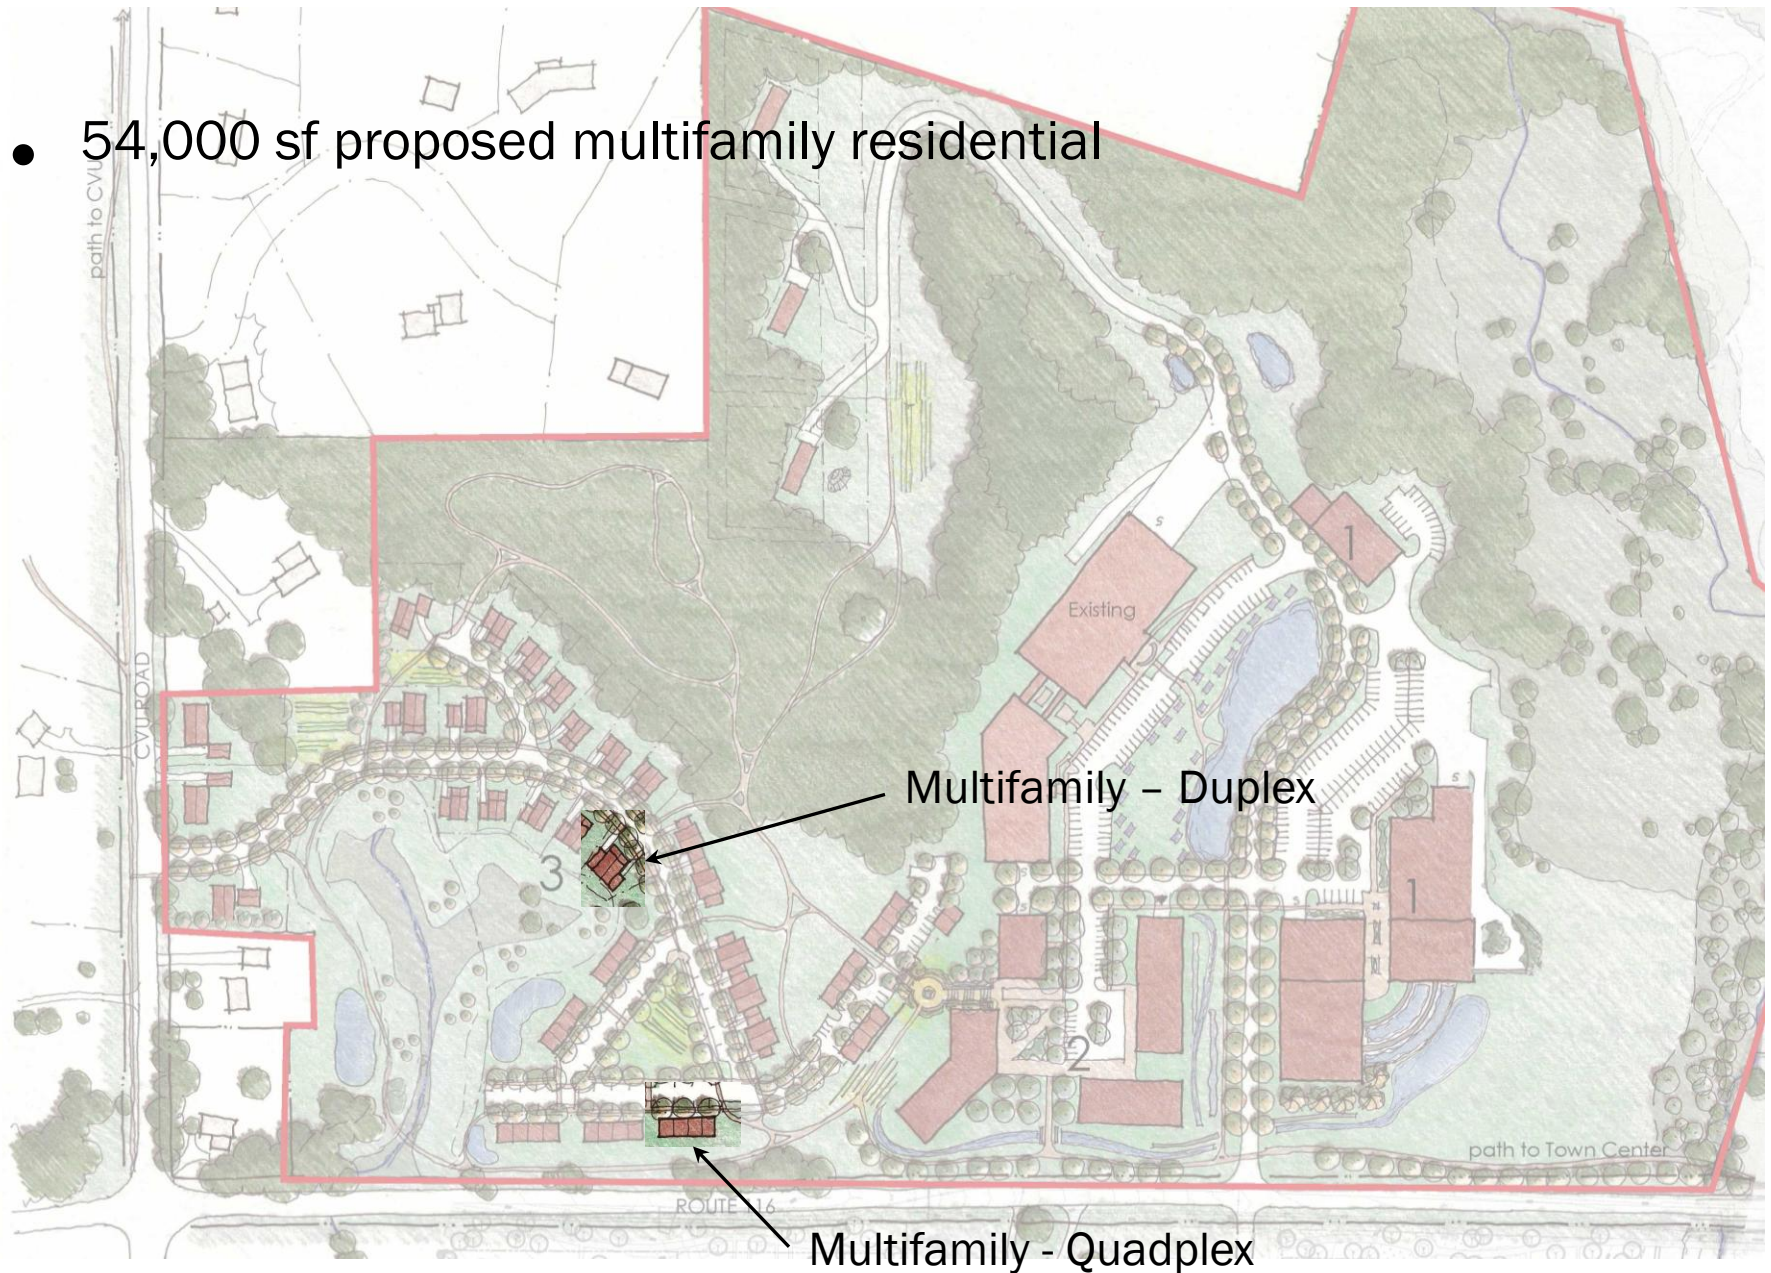 • 54,000 sf proposed multifamily residential
path to CVU
s
1
Existing
CVU ROAD
s
Multifamily – Duplex
3
s
1
s
s
2
path to Town Center
ROUTE 116
Multifamily - Quadplex